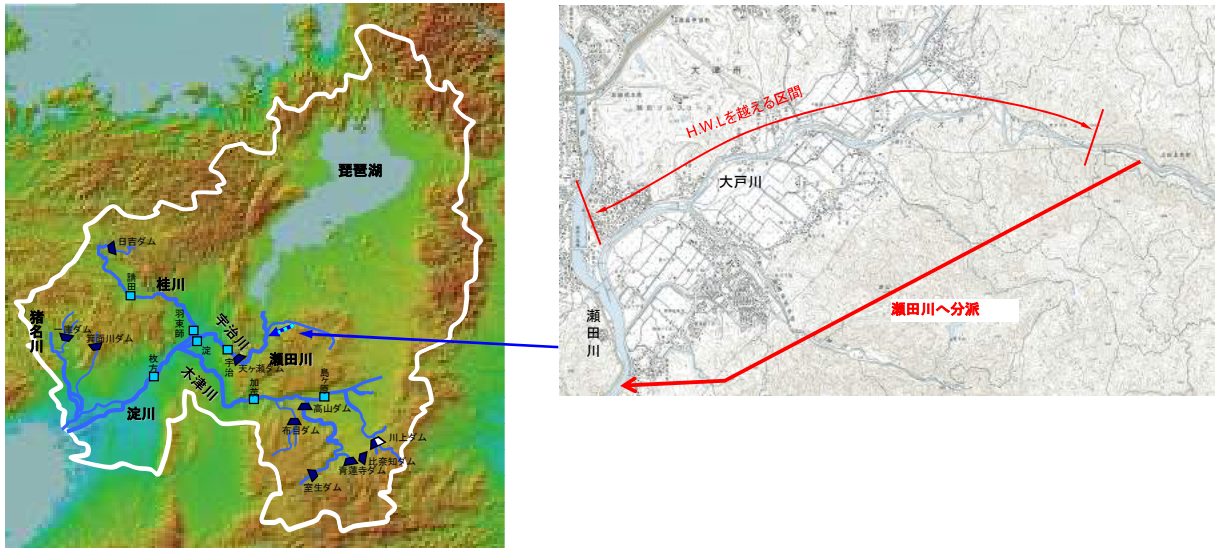 琵琶湖
日吉ダム
請田
桂川
羽束師
淀
宇治川
宇治
天ヶ瀬ダム
瀬田川
猪名川
一庫ダム
箕面川ダム
枚方
淀川
木津川
加茂
島ヶ原
高山ダム
布目ダム
川上ダム
比奈知ダム
青蓮寺ダム
室生ダム
大津市
H.W.Lを越える区間
大戸川
瀬田川へ分派
瀬田川